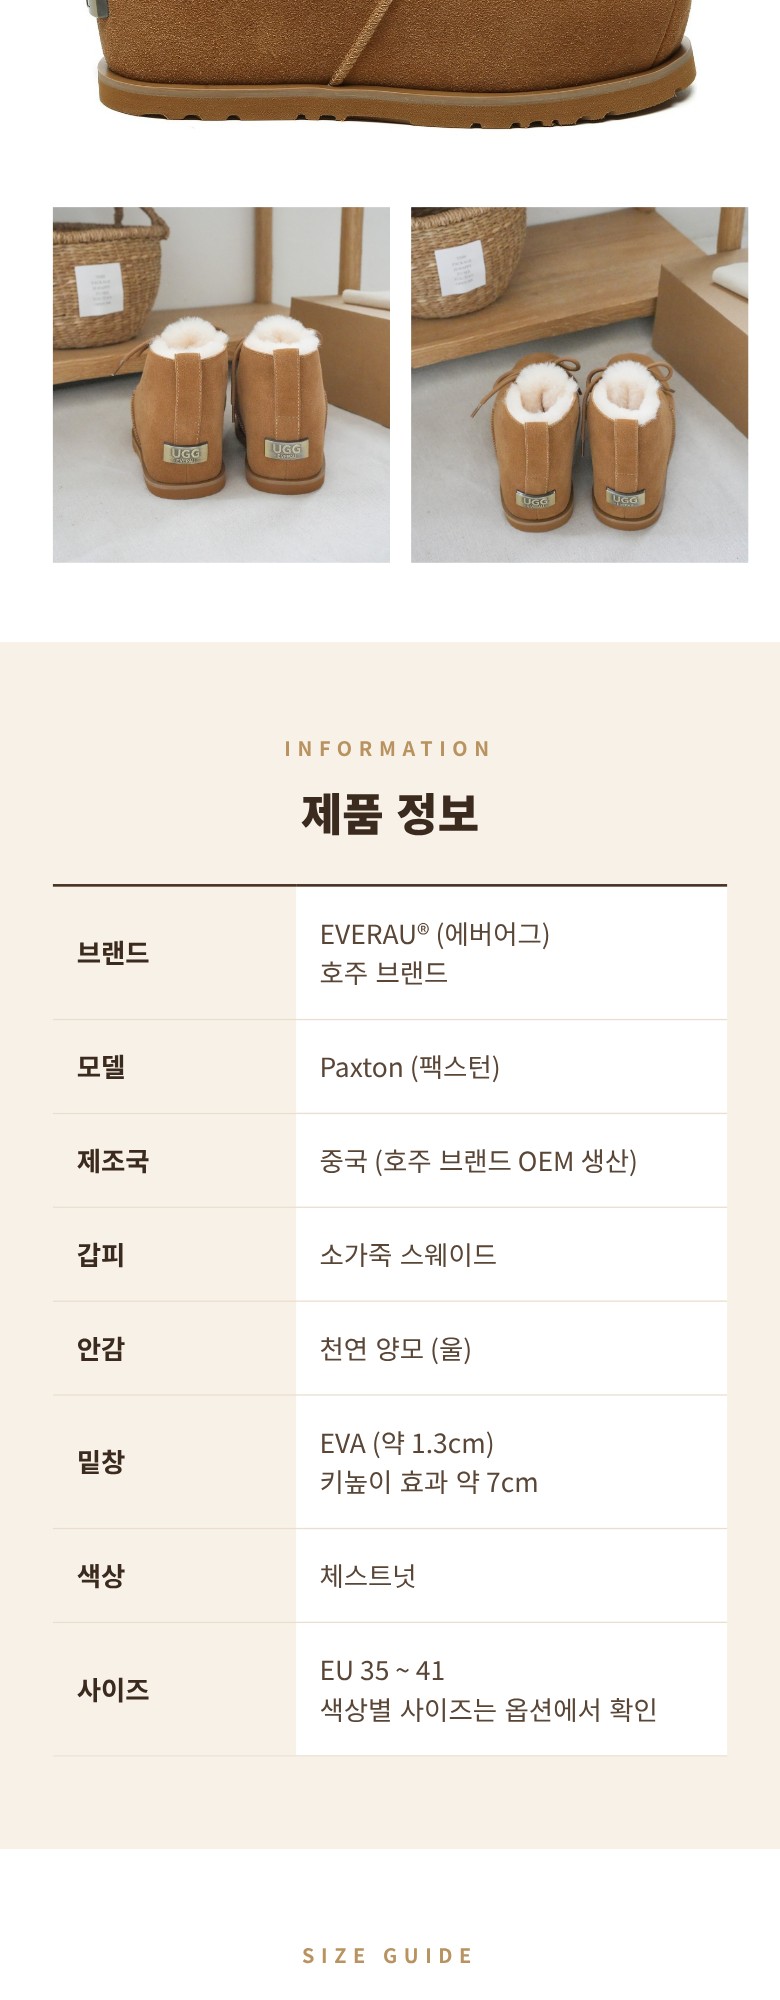 UGG
UGG
UGG
UGG
INFORMATION
제품 정보
브랜드
EVERAU® (에버어그)
호주 브랜드
모델
Paxton (팩스턴)
제조국
중국 (호주 브랜드 OEM 생산)
갑피
소가죽 스웨이드
안감
천연 양모 (울)
밑창
EVA (약 1.3cm)
키높이 효과 약 7cm
색상
체스트넛
사이즈
EU 35 ~ 41
색상별 사이즈는 옵션에서 확인
SIZE GUIDE